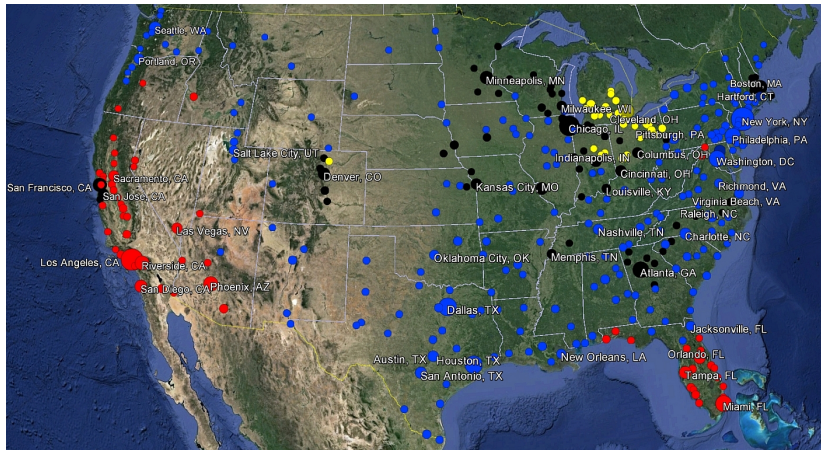 Seattle, WA
Portland, OR
Minneapolis, MN
Boston, MA
Hartford, CT
Milwaukee, WI
Cleveland, OH
New York, NY
Chicago, IL
Pittsburgh, PA
Philadelphia, PA
Salt Lake City, UT
Indianapolis, IN
Columbus, OH
Washington, DC
Denver, CO
Cincinnati, OH
Sacramento, CA
San Francisco, CA
Kansas City, MO
Louisville, KY
Richmond, VA
San Jose, CA
Virginia Beach, VA
Raleigh, NC
Las Vegas, NV
Nashville, TN
Charlotte, NC
Los Angeles, CA
Riverside, CA
Oklahoma City, OK
Memphis, TN
Atlanta, GA
San Diego, CA
Phoenix, AZ
Dallas, TX
Jacksonville, FL
Austin, TX
Houston, TX
New Orleans, LA
Orlando, FL
San Antonio, TX
Tampa, FL
Miami, FL